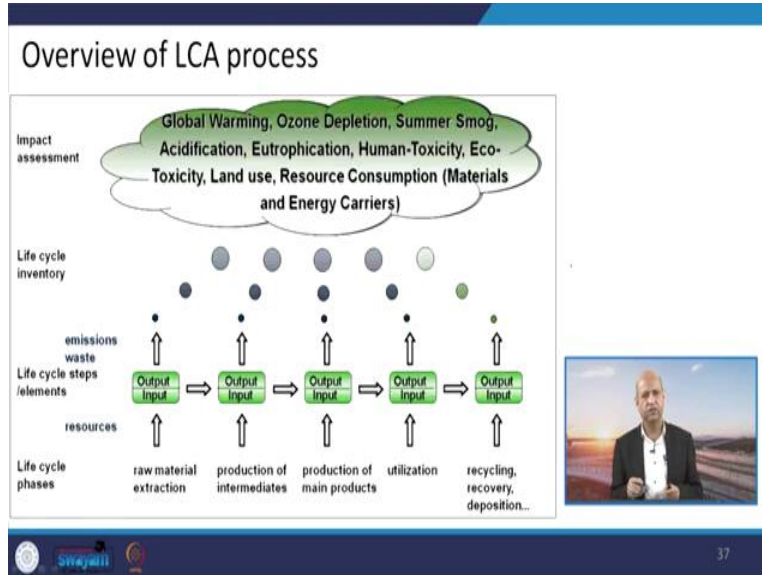 Overview of LCA process
Impact
assessment
Global Warming, Ozone Depletion, Summer Smog,
Acidification, Eutrophication, Human-Toxicity, Eco-
Toxicity, Land use, Resource Consumption (Materials
and Energy Carriers)
Life cycle
inventory
emissions
waste
Life cycle steps
/elements
Output
Input
Output
Input
Output
Input
Output
Input
Output
Input
resources
Life cycle
phases
raw material
extraction
production of
intermediates
production of
main products
utilization
recycling,
recovery,
deposition...
swayam
37